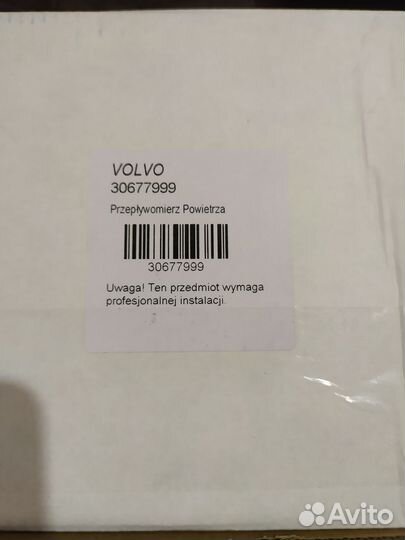 VOLVO
30677999
Przepływomierz Powietrza
30677999
Uwaga! Ten przedmiot wymaga
profesjonalnej instalacji.
Avito